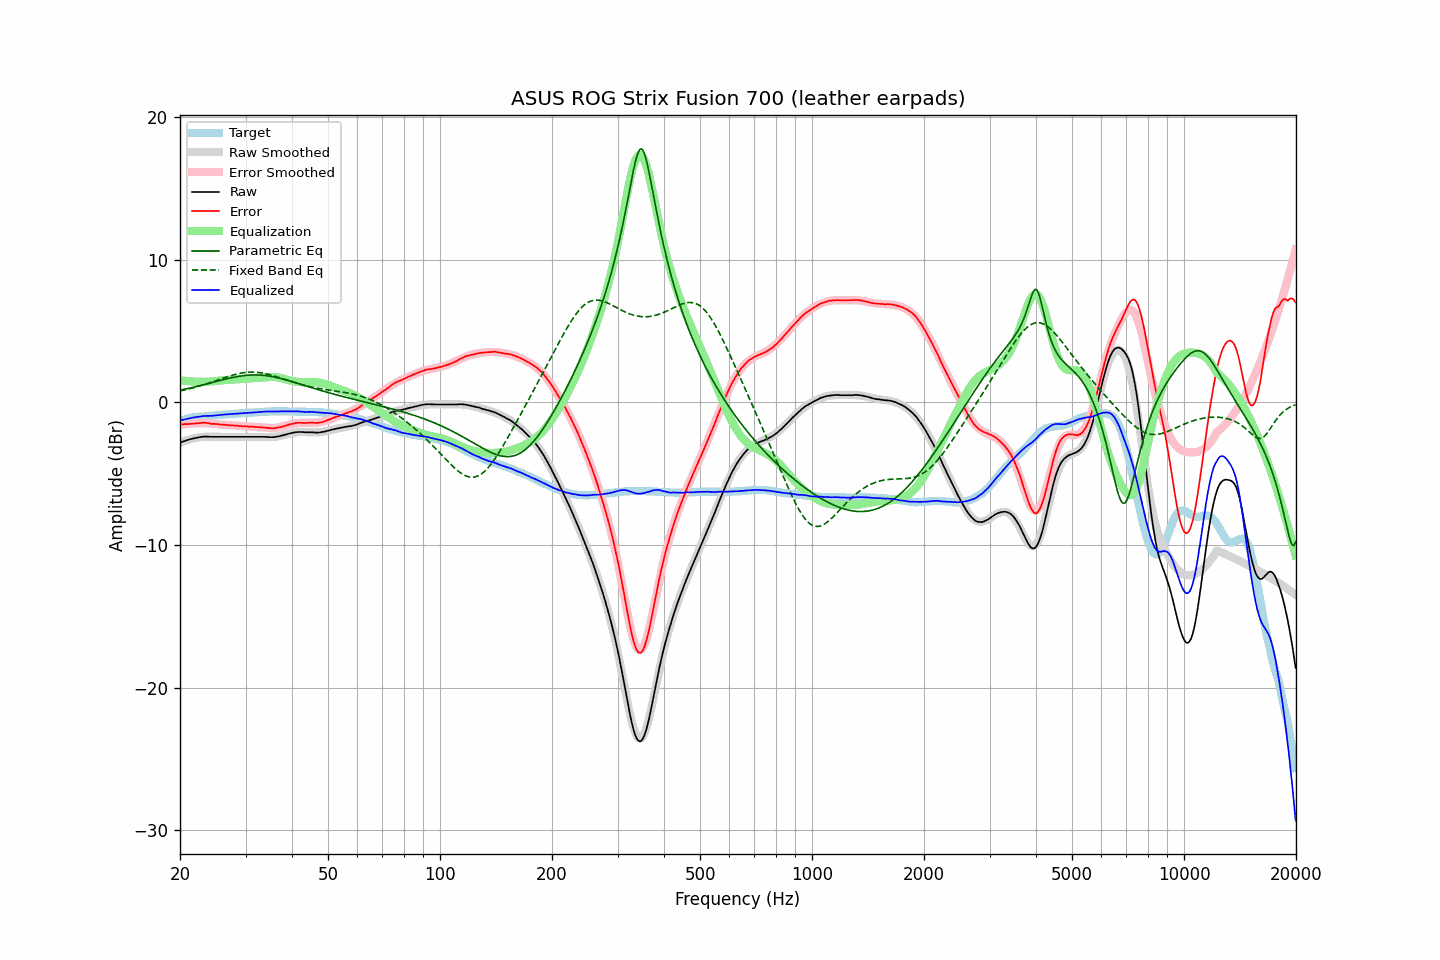 ASUS ROG Strix Fusion 700 (leather earpads)
Target
Raw Smoothed
Error Smoothed
Raw
Error
Equalization
Parametric Eq
Fixed Band Eq
Equalized
20
10
0
−10
−20
−30
Amplitude (dBr)
20 50 100 200 500 1000 2000 5000 10000 20000
Frequency (Hz)